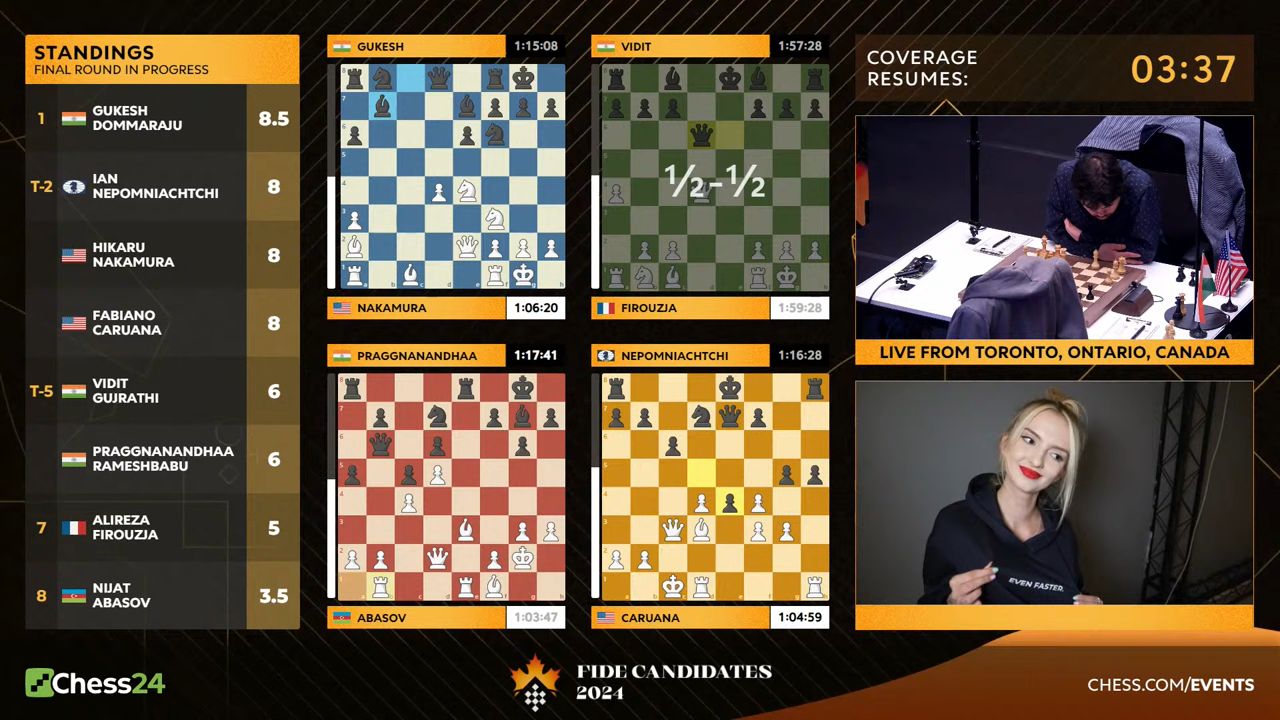 STANDINGS
FINAL ROUND IN PROGRESS
1
GUKESH
DOMMARAJU
8.5
T-2
IAN
NEPOMNIACHTCHI
8
HIKARU
NAKAMURA
8
FABIANO
CARUANA
8
T-5
VIDIT
GUJRATHI
6
PRAGGNANANDHAA
RAMESHBABU
6
7
ALIREZA
FIROUZJA
5
8
NIJAT
ABASOV
3.5
GUKESH 1:15:08
NAKAMURA 1:06:20
VIDIT 1:57:28
½-½
FIROUZJA 1:59:28
PRAGGNANANDHAA 1:17:41
ABASOV 1:03:47
NEPOMNIACHTCHI 1:16:28
CARUANA 1:04:59
COVERAGE
RESUMES:
03:37
LIVE FROM TORONTO, ONTARIO, CANADA
EVEN FASTER.
Chess24
FIDE CANDIDATES
2024
CHESS.COM/EVENTS